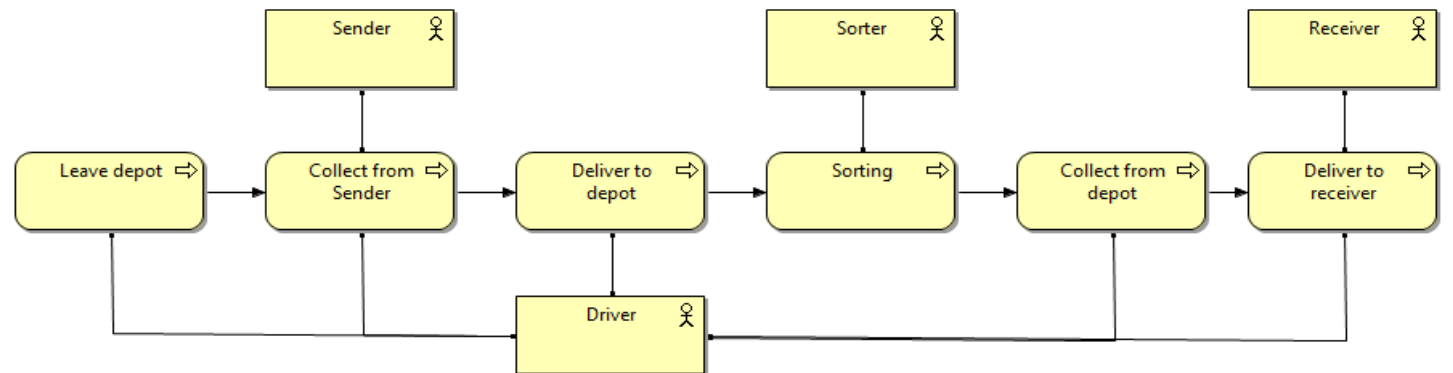 Sender
Sorter
Receiver
Leave depot
Collect from
Sender
Deliver to
depot
Sorting
Collect from
depot
Deliver to
receiver
Driver